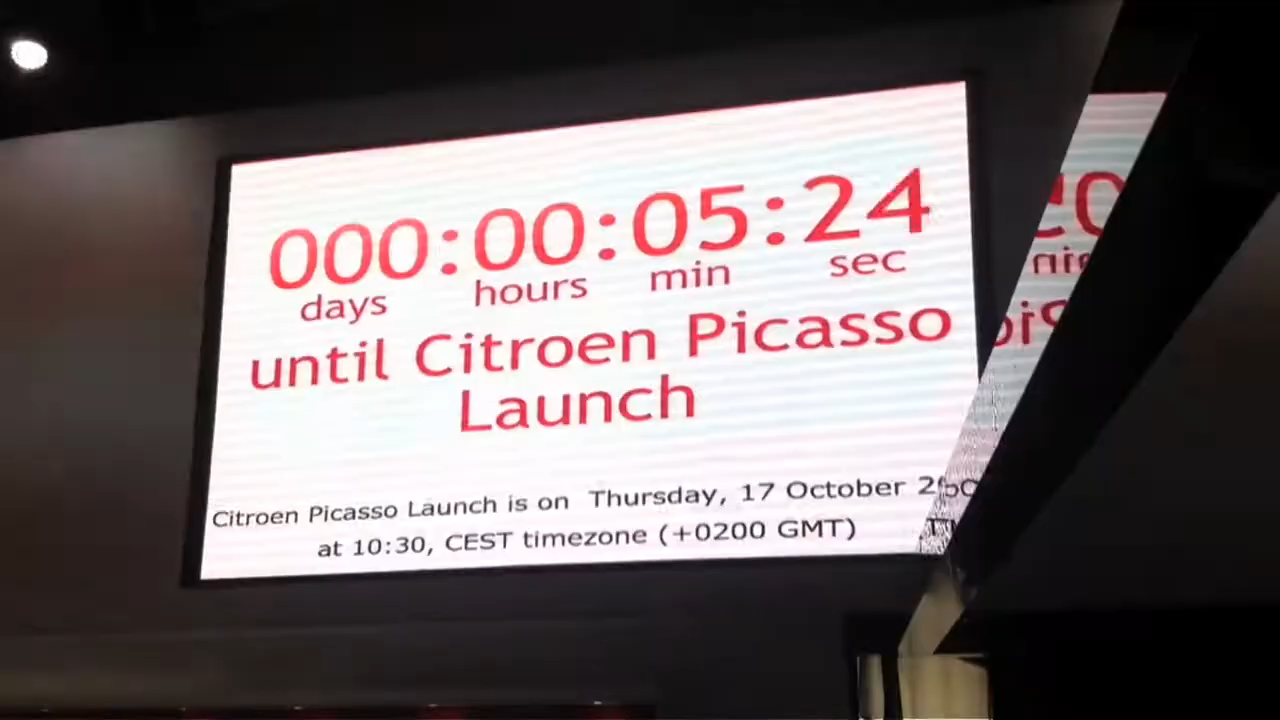 000:00:05:24
days hours min sec
until Citroen Picasso
Launch
Citroen Picasso Launch is on Thursday, 17 October
at 10:30, CEST timezone (+0200 GMT)